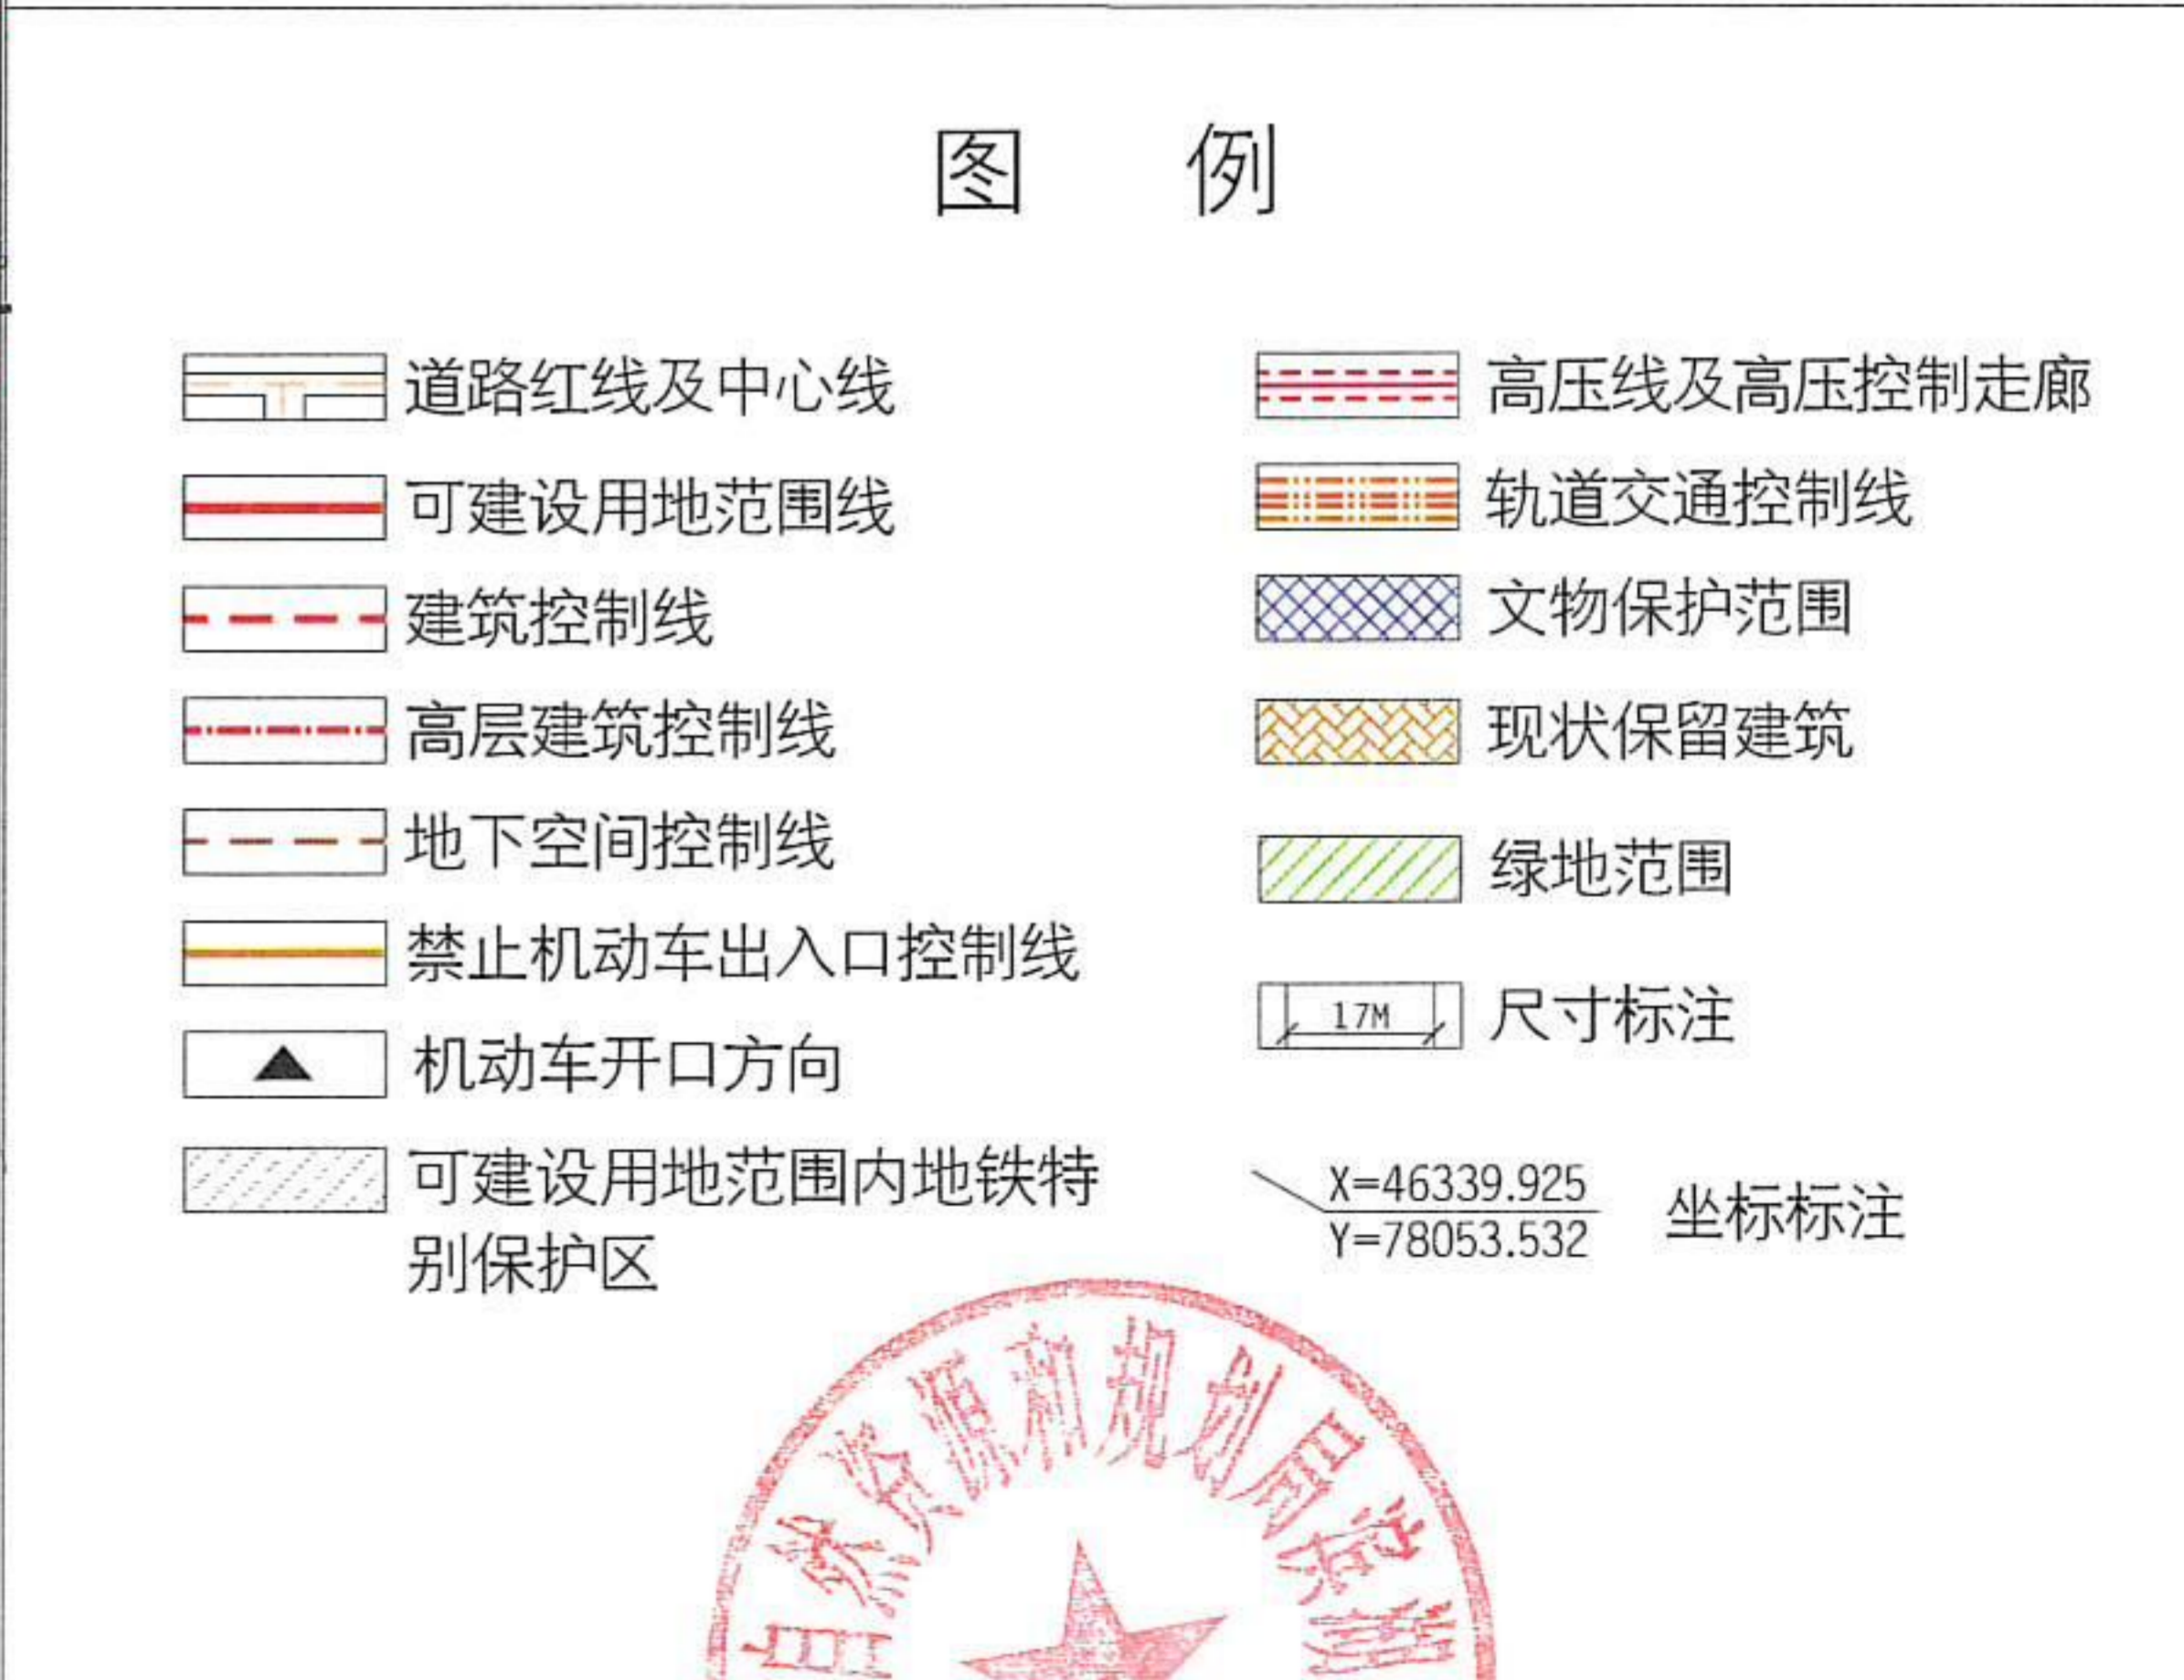 图 例
道路红线及中心线
可建设用地范围线
建筑控制线
高层建筑控制线
地下空间控制线
禁止机动车出入口控制线
机动车开口方向
可建设用地范围内地铁特
别保护区
高压线及高压控制走廊
轨道交通控制线
文物保护范围
现状保留建筑
绿地范围
17M 尺寸标注
X=46339.925
Y=78053.532
坐标标注
自然资源和规划局